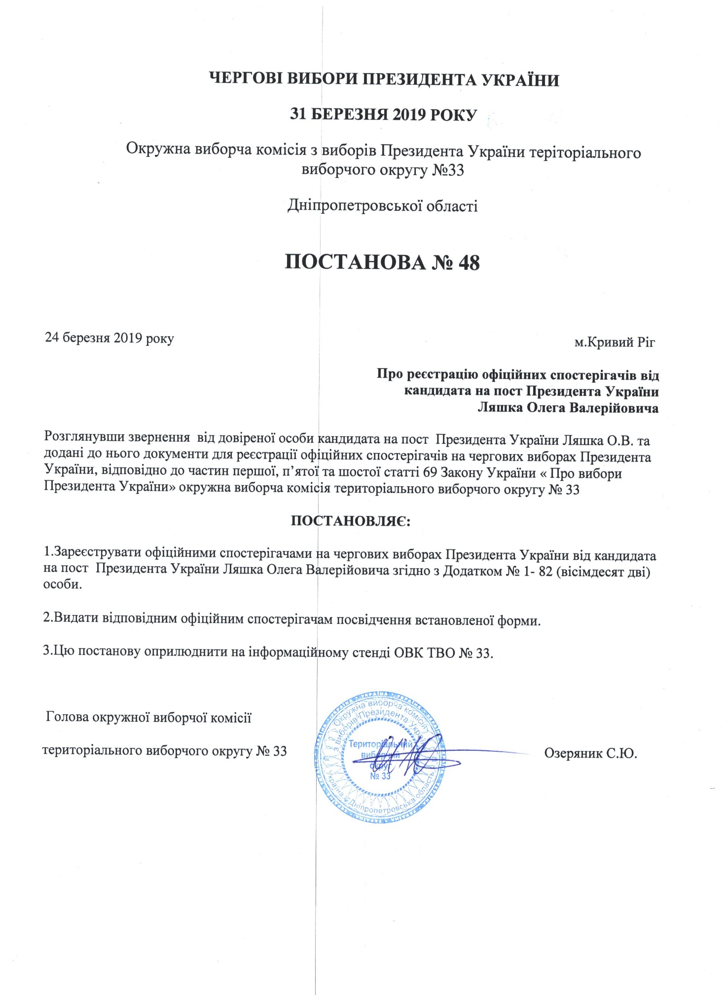 ЧЕРГОВІ ВИБОРИ ПРЕЗИДЕНТА УКРАЇНИ
31 БЕРЕЗНЯ 2019 РОКУ
Окружна виборча комісія з виборів Президента України теріторіального
виборчого округу №33
Дніпропетровської області
ПОСТАНОВА № 48
24 березня 2019 року
м.Кривий Ріг
Про реєстрацію офіційних спостерігачів від
кандидата на пост Президента України
Ляшка Олега Валерійовича
Розглянувши звернення від довіреної особи кандидата на пост Президента України Ляшка О.В. та
додані до нього документи для реєстрації офіційних спостерігачів на чергових виборах Президента
України, відповідно до частин першої, п’ятої та шостої статті 69 Закону України « Про вибори
Президента України» окружна виборча комісія територіального виборчого округу № 33
ПОСТАНОВЛЯЄ:
1.Зареєструвати офіційними спостерігачами на чергових виборах Президента України від кандидата
на пост Президента України Ляшка Олега Валерійовича згідно з Додатком № 1- 82 (вісімдесят дві)
особи.
2.Видати відповідним офіційним спостерігачам посвідчення встановленої форми.
3.Цю постанову оприлюднити на інформаційному стенді ОВК ТВО № 33.
Голова окружної виборчої комісії
територіального виборчого округу № 33
Озеряник С.Ю.
Окружна виборча комісія
з виборів Президента України
Територіальний
виборчий
округ
№ 33
Україна Дніпропетровська область